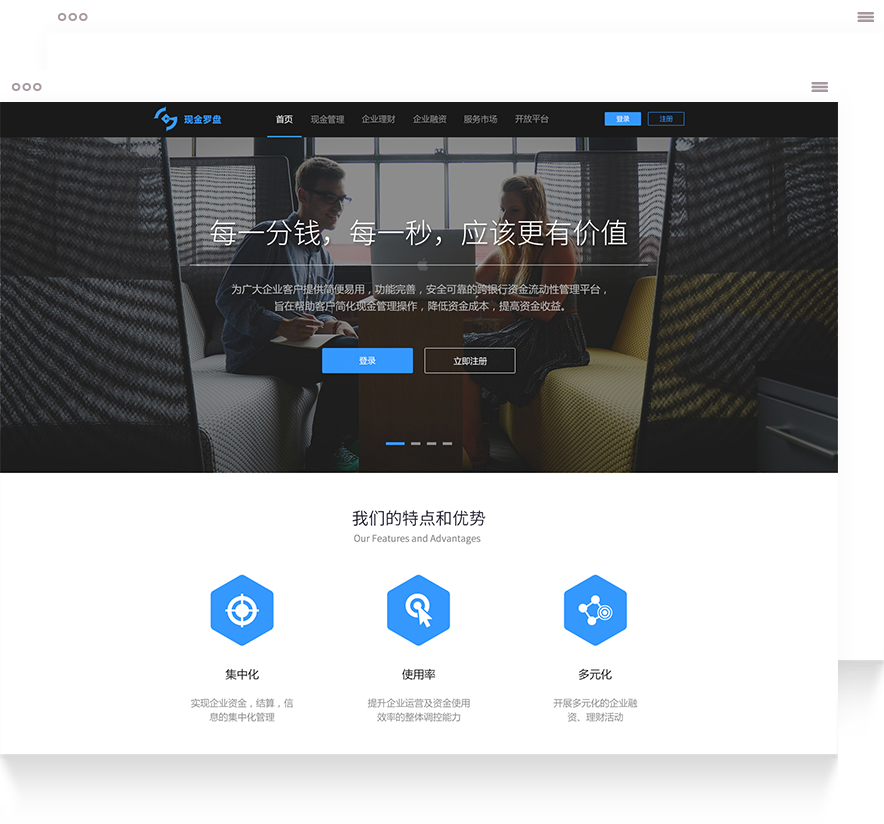 现金罗盘 首页 现金管理 企业理财 企业融资 服务市场 开放平台 登录 注册
每一分钱，每一秒，应该更有价值
为广大企业客户提供简便易用，功能完善，安全可靠的跨银行资金流动性管理平台，
旨在帮助客户简化现金管理操作，降低资金成本，提高资金收益。
登录 立即注册
我们的特点和优势
Our Features and Advantages
集中化 使用率 多元化
实现企业资金，结算，信 提升企业运营及资金使用 开展多元化的企业融
息的集中化管理 效率的整体调控能力 资、理财活动